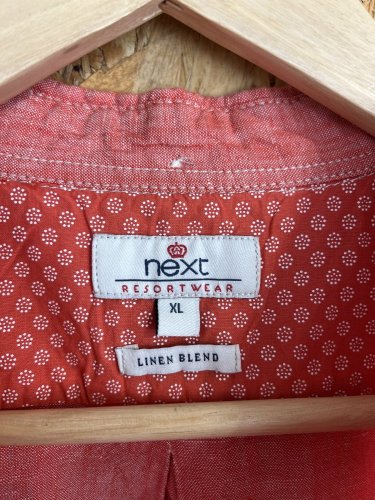 next
RESORTWEAR
XL
LINEN BLEND